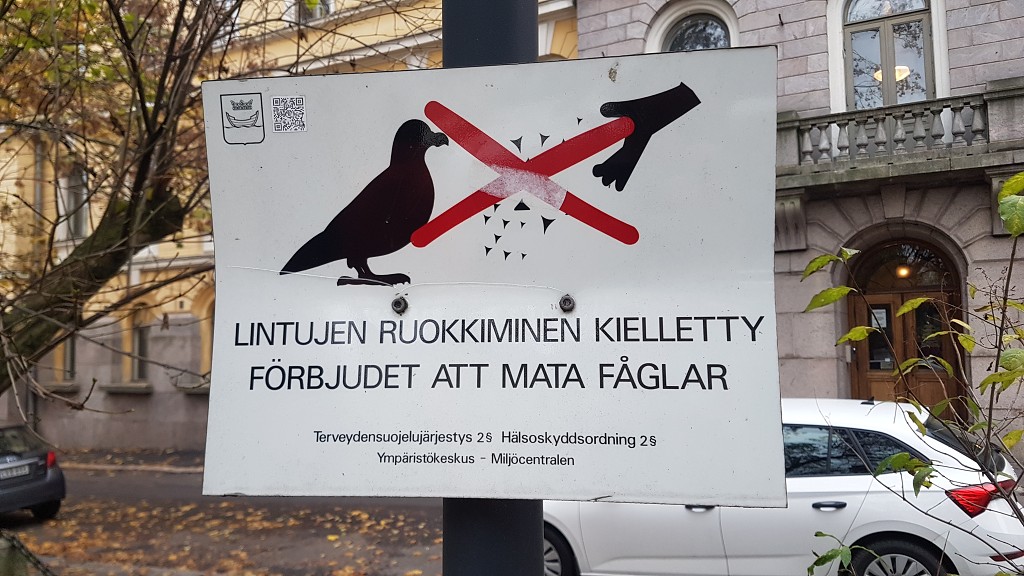 LINTUJEN RUOKKIMINEN KIELLETTY
FÖRBJUDET ATT MATA FÅGLAR
Terveydensuojelujärjestys 2§ Hälsoskyddsordning 2§
Ympäristökeskus - Miljöcentralen